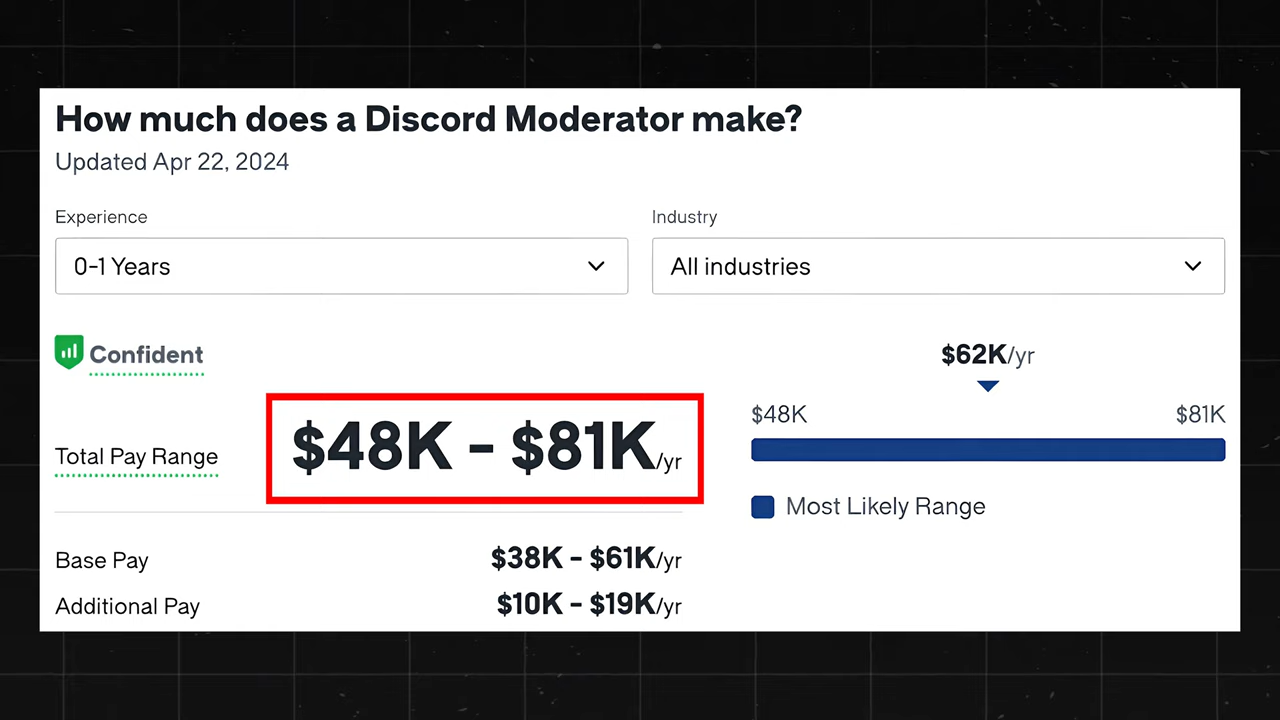 How much does a Discord Moderator make?
Updated Apr 22, 2024
Experience
Industry
0-1 Years
All industries
Confident
$62K/yr
$48K
$81K
Total Pay Range
$48K - $81K/yr
Most Likely Range
Base Pay
$38K - $61K/yr
Additional Pay
$10K - $19K/yr